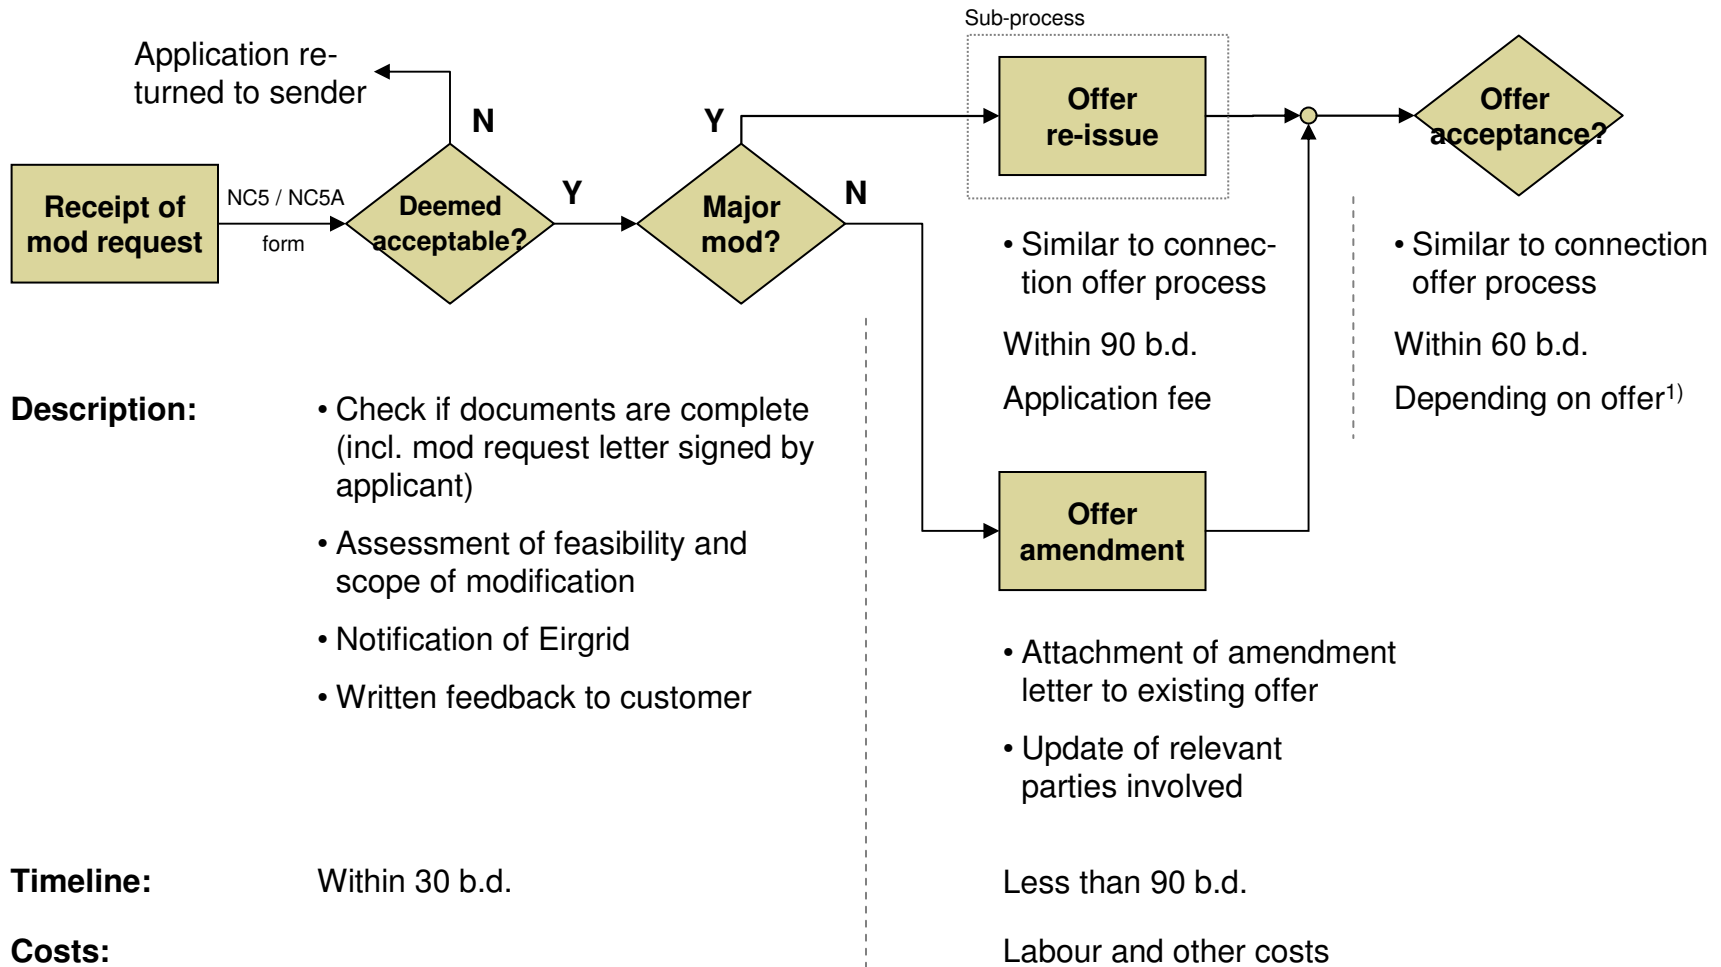 Sub-process
Application re-
turned to sender
N
Y
Offer
re-issue
Offer
acceptance?
Receipt of
mod request
NC5 / NC5A
form
Deemed
acceptable?
Y
Major
mod?
N
• Similar to connec-
tion offer process
Within 90 b.d.
Application fee
• Similar to connection
offer process
Within 60 b.d.
Depending on offer1)
Description:
• Check if documents are complete
(incl. mod request letter signed by
applicant)
• Assessment of feasibility and
scope of modification
• Notification of Eirgrid
• Written feedback to customer
Offer
amendment
• Attachment of amendment
letter to existing offer
• Update of relevant
parties involved
Timeline:
Within 30 b.d.
Less than 90 b.d.
Costs:
Labour and other costs